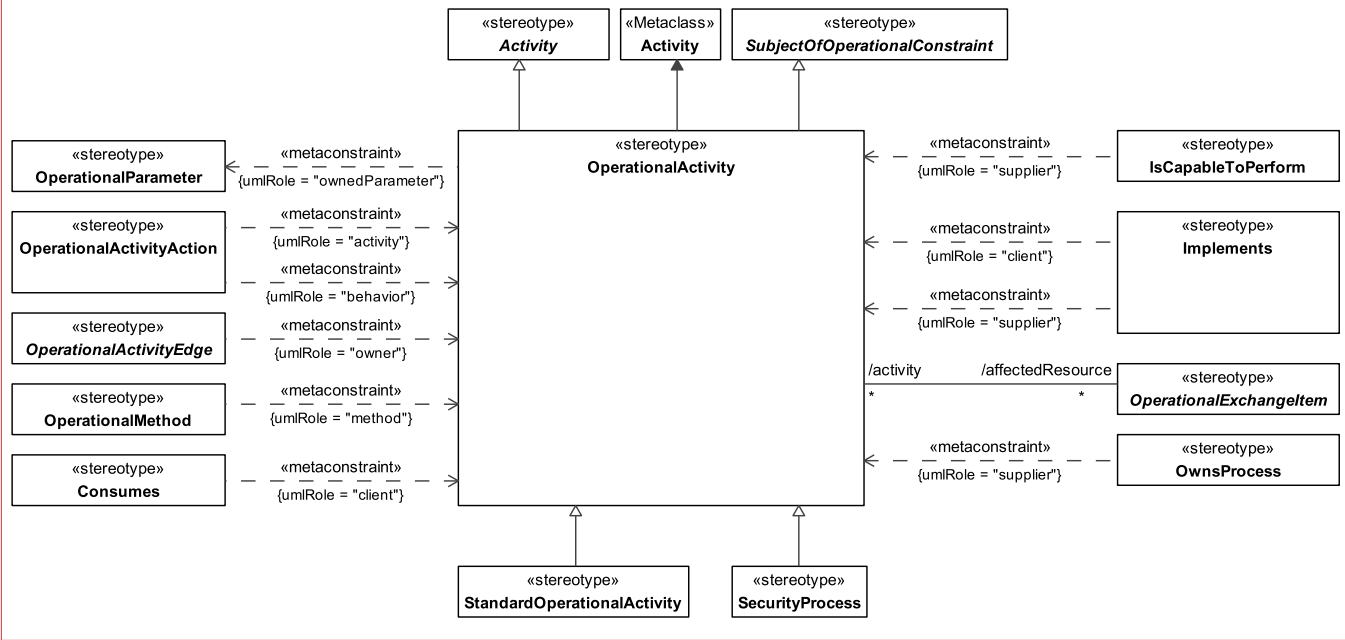 «stereotype»
Activity
«Metaclass»
Activity
«stereotype»
SubjectOfOperationalConstraint
«stereotype»
OperationalActivity
«stereotype»
OperationalParameter
«metaconstraint»
{umlRole = "ownedParameter"}
«stereotype»
OperationalActivityAction
«metaconstraint»
{umlRole = "activity"}
«metaconstraint»
{umlRole = "behavior"}
«stereotype»
OperationalActivityEdge
«metaconstraint»
{umlRole = "owner"}
«stereotype»
OperationalMethod
«metaconstraint»
{umlRole = "method"}
«stereotype»
Consumes
«metaconstraint»
{umlRole = "client"}
«metaconstraint»
{umlRole = "supplier"}
«stereotype»
IsCapableToPerform
«metaconstraint»
{umlRole = "client"}
«stereotype»
Implements
«metaconstraint»
{umlRole = "supplier"}
/activity
/affectedResource
*
*
«stereotype»
OperationalExchangeItem
«metaconstraint»
{umlRole = "supplier"}
«stereotype»
OwnsProcess
«stereotype»
StandardOperationalActivity
«stereotype»
SecurityProcess